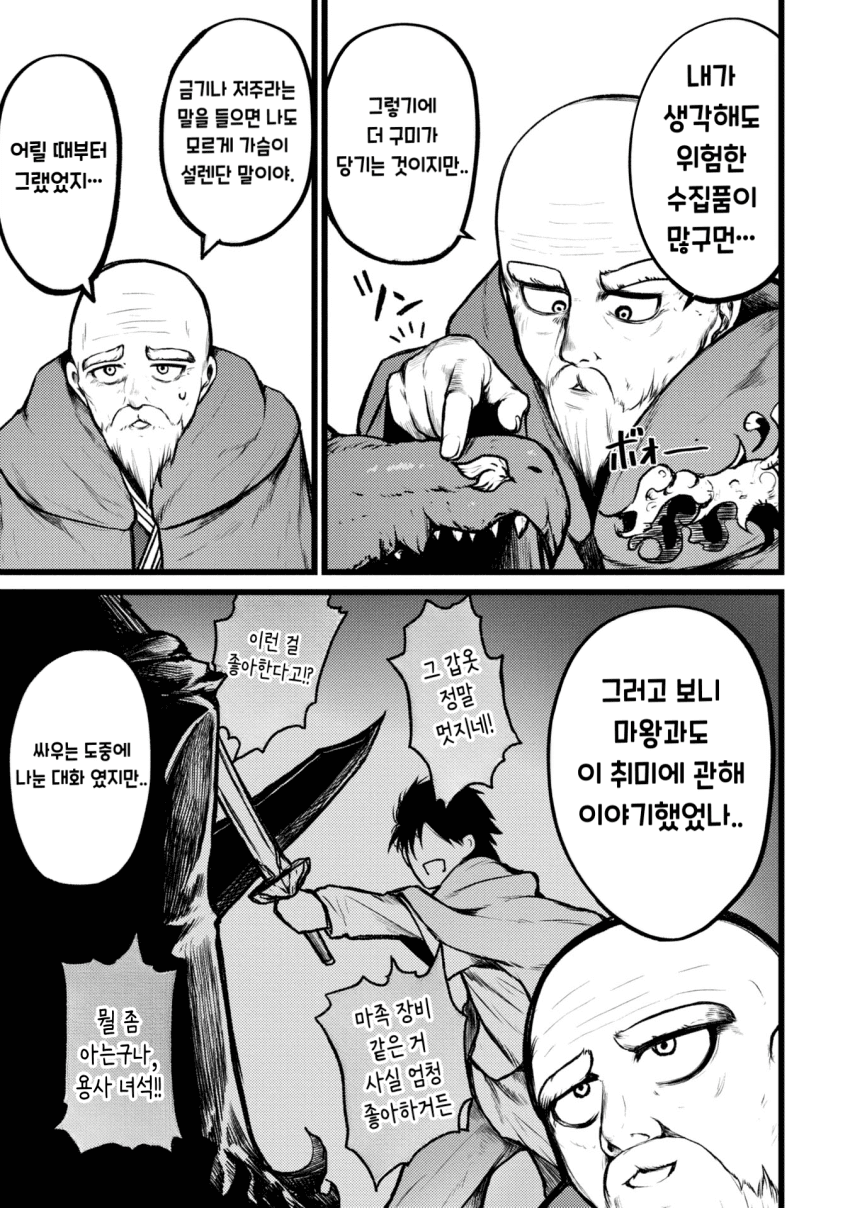 내가
생각해도
위험한
수집품이
많구먼…
그렇기에
더 구미가
당기는 것이지만..
ツン
ボォー
금기나 저주라는
말을 들으면 나도
모르게 가슴이
설렌단 말이야.
어릴 때부터
그랬었지…
그러고 보니
마왕과도
이 취미에 관해
이야기했었나..
그 갑옷
정말
멋지네!
이런 걸
좋아한다고!?
싸우는 도중에
나눈 대화 였지만..
마족 장비
같은 거
사실 엄청
좋아하거든
뭘 좀
아는구나,
용사 녀석!!